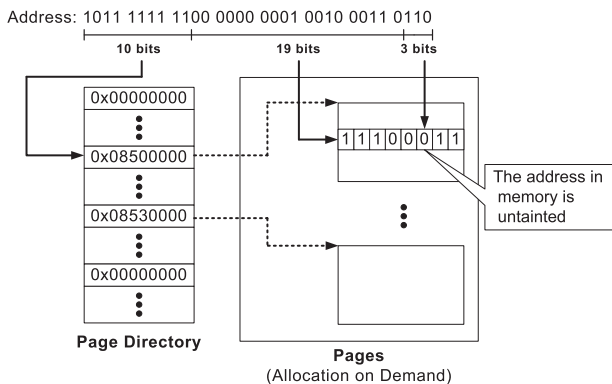 Address: 1011 1111 1100 0000 0001 0010 0011 0110
10 bits
19 bits
3 bits
0x00000000
0x08500000
0x08530000
0x00000000
Page Directory
1 1 1 0 0 0 1 1
The address in
memory is
untainted
Pages
(Allocation on Demand)